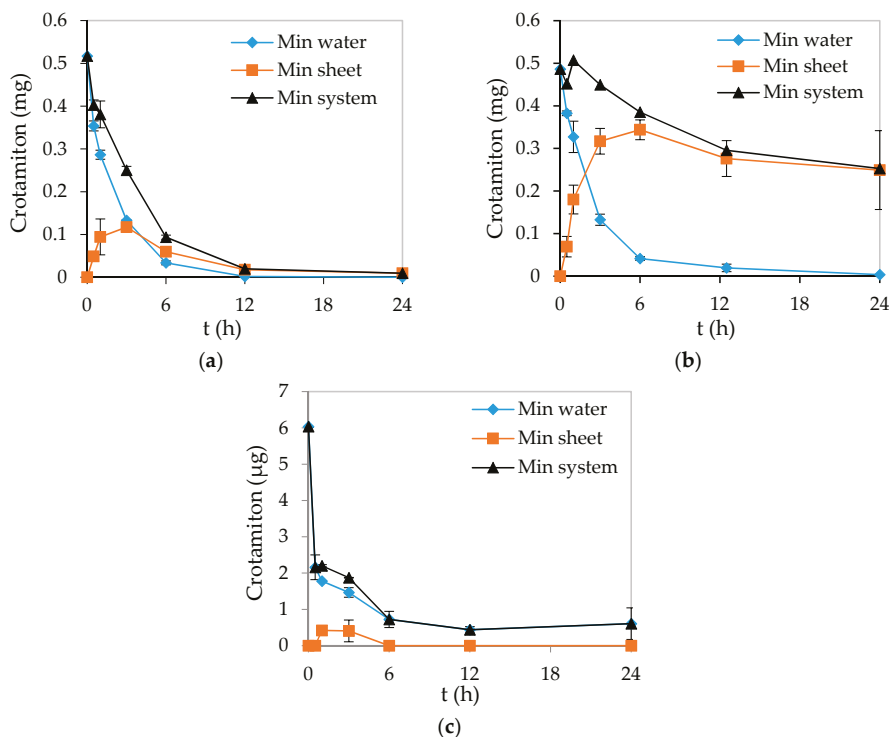 0.6
0.5
0.4
0.3
0.2
0.1
0
Crotamiton (mg)
Min water
Min sheet
Min system
0 6 12 18 24
t (h)
(a)
0.6
0.5
0.4
0.3
0.2
0.1
0
Crotamiton (mg)
Min water
Min sheet
Min system
0 6 12 18 24
t (h)
(b)
7
6
5
4
3
2
1
0
Crotamiton (µg)
Min water
Min sheet
Min system
0 6 12 18 24
t (h)
(c)